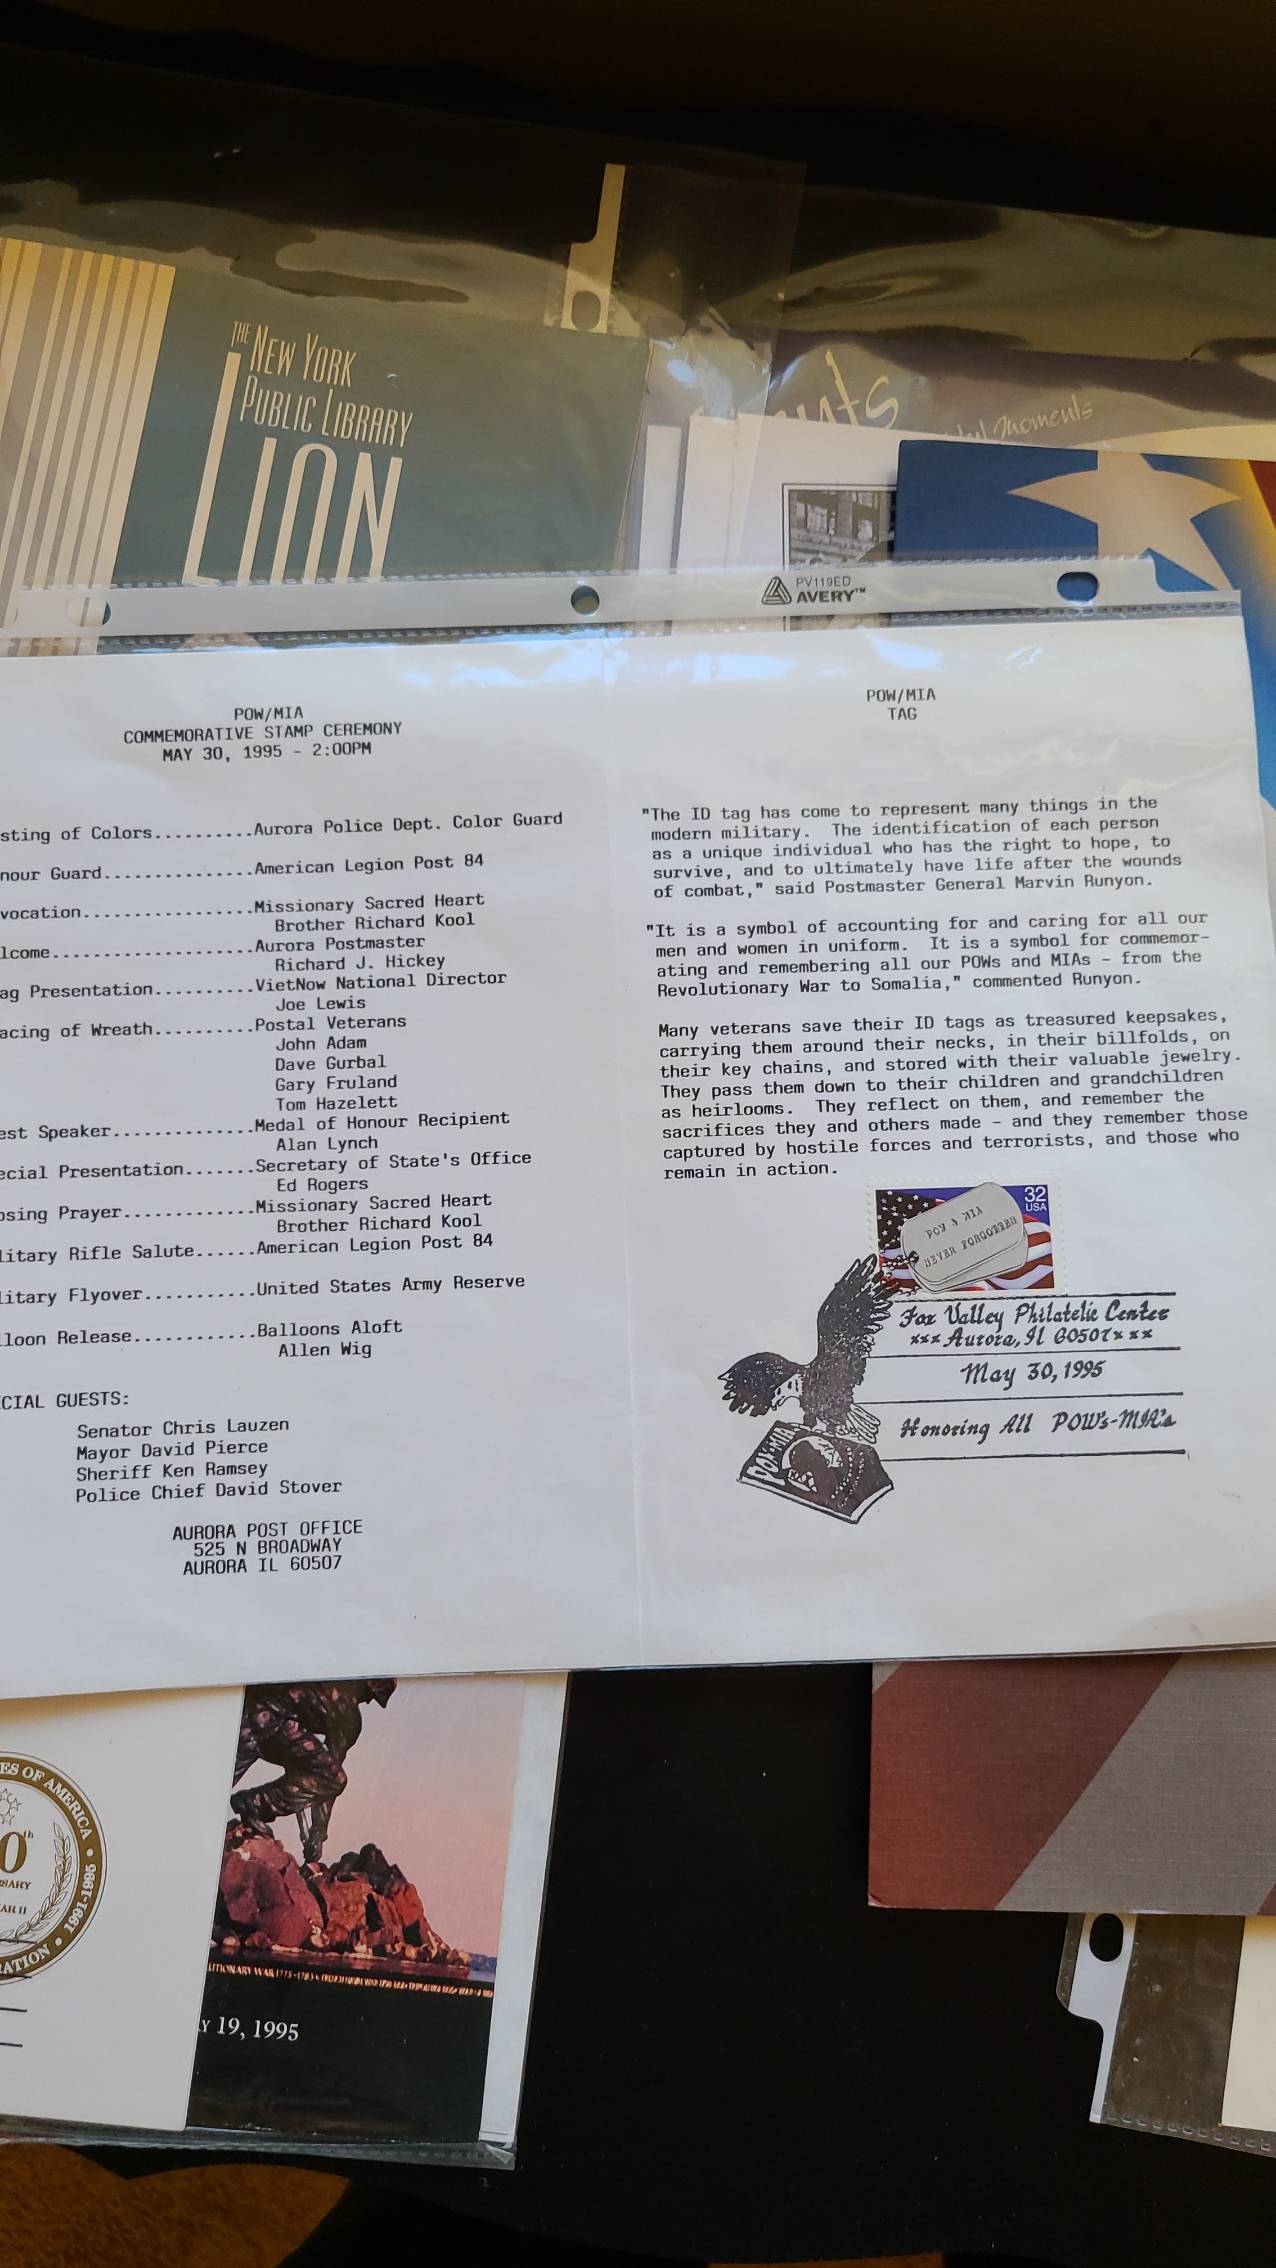 THE NEW YORK
PUBLIC LIBRARY
LION
Moments
PV119ED
AVERY™
POW/MIA
COMMEMORATIVE STAMP CEREMONY
MAY 30, 1995 - 2:00PM
sting of Colors..........Aurora Police Dept. Color Guard
nour Guard...............American Legion Post 84
vocation.................Missionary Sacred Heart
Brother Richard Kool
lcome....................Aurora Postmaster
Richard J. Hickey
ag Presentation..........VietNow National Director
Joe Lewis
acing of Wreath..........Postal Veterans
John Adam
Dave Gurbal
Gary Fruland
Tom Hazelett
est Speaker..............Medal of Honour Recipient
Alan Lynch
ecial Presentation.......Secretary of State's Office
Ed Rogers
osing Prayer.............Missionary Sacred Heart
Brother Richard Kool
litary Rifle Salute......American Legion Post 84
litary Flyover...........United States Army Reserve
lloon Release............Balloons Aloft
Allen Wig
CIAL GUESTS:
Senator Chris Lauzen
Mayor David Pierce
Sheriff Ken Ramsey
Police Chief David Stover
AURORA POST OFFICE
525 N BROADWAY
AURORA IL 60507
POW/MIA
TAG
"The ID tag has come to represent many things in the
modern military. The identification of each person
as a unique individual who has the right to hope, to
survive, and to ultimately have life after the wounds
of combat," said Postmaster General Marvin Runyon.
"It is a symbol of accounting for and caring for all our
men and women in uniform. It is a symbol for commemor-
ating and remembering all our POWs and MIAs - from the
Revolutionary War to Somalia," commented Runyon.
Many veterans save their ID tags as treasured keepsakes,
carrying them around their necks, in their billfolds, on
their key chains, and stored with their valuable jewelry.
They pass them down to their children and grandchildren
as heirlooms. They reflect on them, and remember the
sacrifices they and others made - and they remember those
captured by hostile forces and terrorists, and those who
remain in action.
32
USA
POW & MIA
NEVER FORGOTTEN
Fox Valley Philatelic Center
xxx Aurora, Il 60507 x x x
May 30, 1995
Honoring All POW's-MIA's
POW-MIA
ES OF AMERICA • 1991-1995 •
0th
AR II
Y 19, 1995